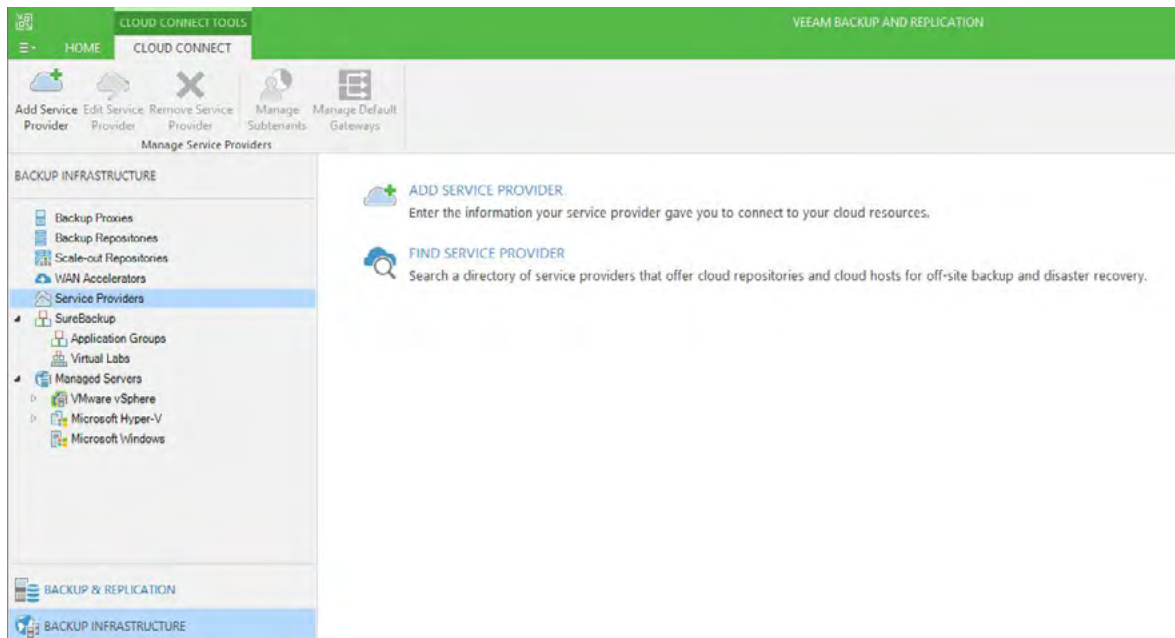 CLOUD CONNECT TOOLS
VEEAM BACKUP AND REPLICATION
HOME
CLOUD CONNECT
Add Service Provider
Edit Service Provider
Remove Service Provider
Manage Subtenants
Manage Default Gateways
Manage Service Providers
BACKUP INFRASTRUCTURE
Backup Proxies
Backup Repositories
Scale-out Repositories
WAN Accelerators
Service Providers
SureBackup
Application Groups
Virtual Labs
Managed Servers
VMware vSphere
Microsoft Hyper-V
Microsoft Windows
ADD SERVICE PROVIDER
Enter the information your service provider gave you to connect to your cloud resources.
FIND SERVICE PROVIDER
Search a directory of service providers that offer cloud repositories and cloud hosts for off-site backup and disaster recovery.
BACKUP & REPLICATION
BACKUP INFRASTRUCTURE